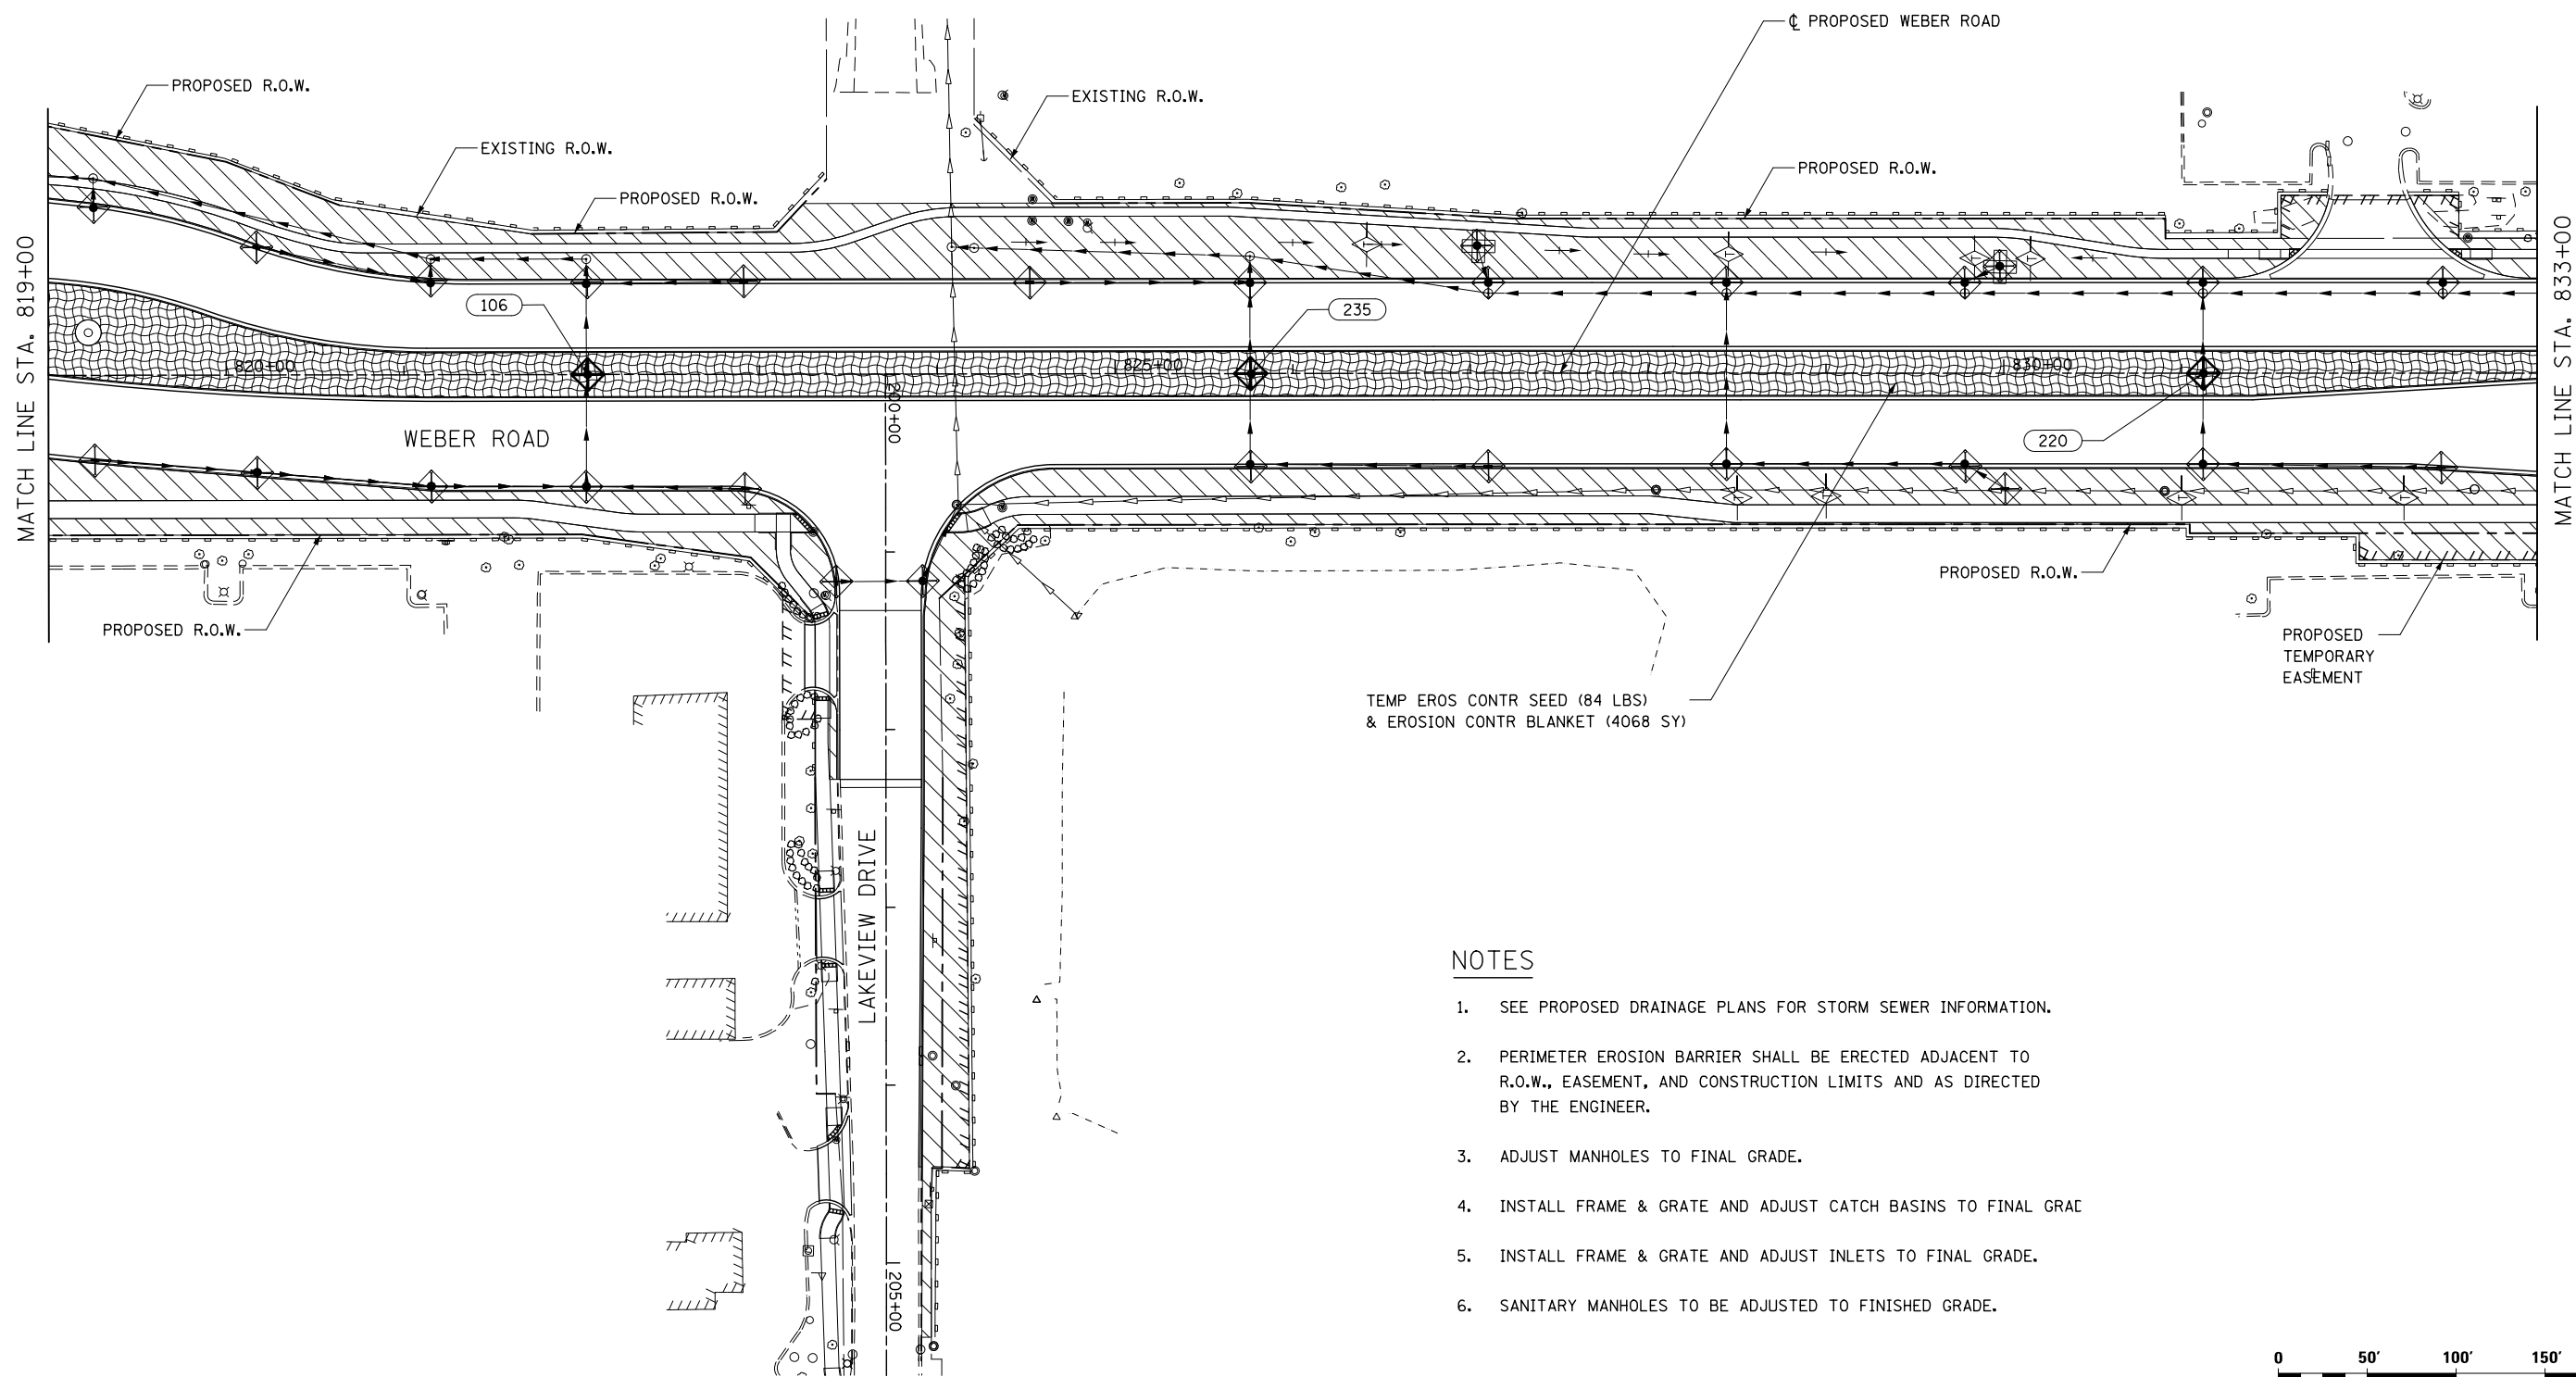 ℄ PROPOSED WEBER ROAD
PROPOSED R.O.W.
EXISTING R.O.W.
EXISTING R.O.W.
PROPOSED R.O.W.
PROPOSED R.O.W.
MATCH LINE STA. 819+00
MATCH LINE STA. 833+00
106
235
820+00
825+00
830+00
200+00
WEBER ROAD
220
PROPOSED R.O.W.
PROPOSED R.O.W.
PROPOSED
TEMPORARY
EASEMENT
TEMP EROS CONTR SEED (84 LBS)
& EROSION CONTR BLANKET (4068 SY)
LAKEVIEW DRIVE
205+00
NOTES
1. SEE PROPOSED DRAINAGE PLANS FOR STORM SEWER INFORMATION.
2. PERIMETER EROSION BARRIER SHALL BE ERECTED ADJACENT TO
R.O.W., EASEMENT, AND CONSTRUCTION LIMITS AND AS DIRECTED
BY THE ENGINEER.
3. ADJUST MANHOLES TO FINAL GRADE.
4. INSTALL FRAME & GRATE AND ADJUST CATCH BASINS TO FINAL GRAD
5. INSTALL FRAME & GRATE AND ADJUST INLETS TO FINAL GRADE.
6. SANITARY MANHOLES TO BE ADJUSTED TO FINISHED GRADE.
0 50' 100' 150'